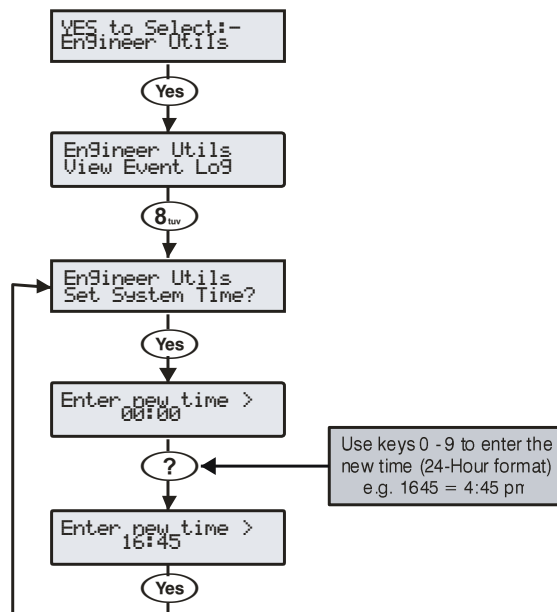 YES to Select:-
Engineer Utils
Yes
Engineer Utils
View Event Log
8tuv
Engineer Utils
Set System Time?
Yes
Enter new time >
00:00
?
Use keys 0 - 9 to enter the
new time (24-Hour format)
e.g. 1645 = 4:45 pm
Enter new time >
16:45
Yes